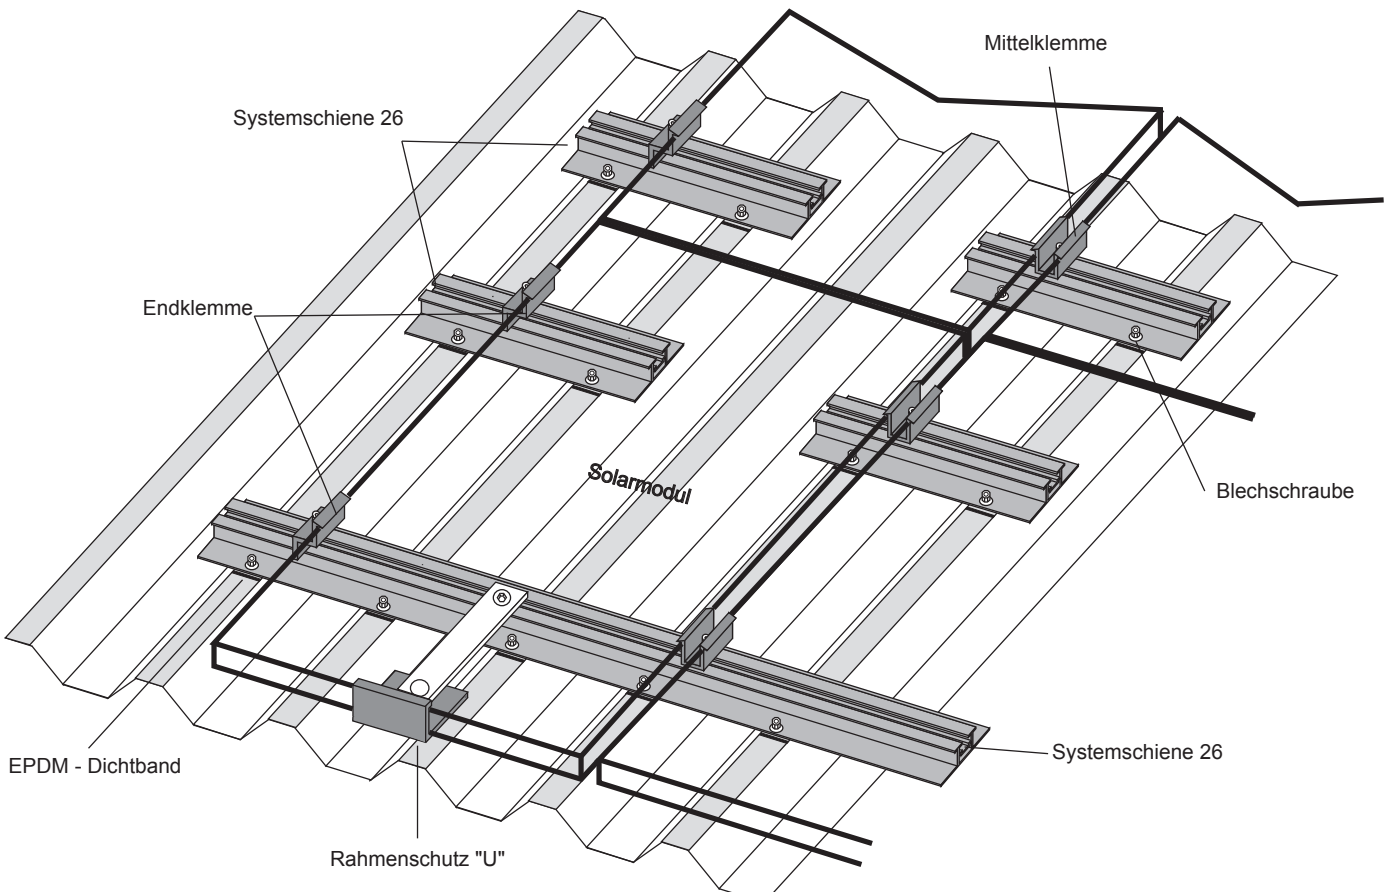 Mittelklemme
Systemschiene 26
Endklemme
Solarmodul
Blechschraube
Systemschiene 26
EPDM - Dichtband
Rahmenschutz "U"